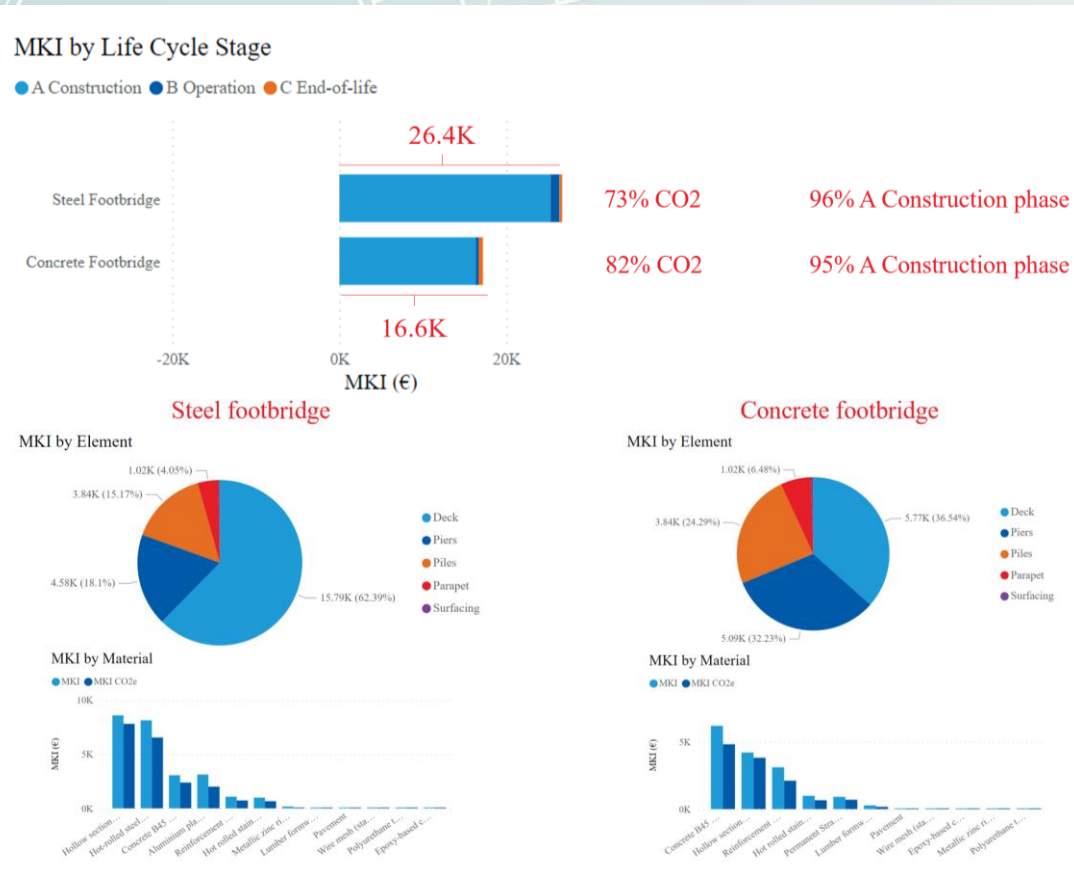 MKI by Life Cycle Stage
A Construction B Operation C End-of-life
26.4K
Steel Footbridge
73% CO2
96% A Construction phase
Concrete Footbridge
82% CO2
95% A Construction phase
16.6K
-20K 0K 20K
MKI (€)
Steel footbridge
MKI by Element
1.02K (4.05%)
3.84K (15.17%)
4.58K (18.1%)
15.79K (62.39%)
Deck
Piers
Piles
Parapet
Surfacing
MKI by Material
MKI MKI CO2e
10K
5K
0K
MKI (€)
Hollow section...
Hot-rolled steel...
Concrete B45 ...
Aluminium pla...
Reinforcement ...
Hot rolled stain...
Metallic zinc ri...
Lumber formw...
Pavement
Wire mesh (sta...
Polyurethane t...
Epoxy-based c...
Concrete footbridge
MKI by Element
1.02K (6.48%)
3.84K (24.29%)
5.77K (36.54%)
5.09K (32.23%)
Deck
Piers
Piles
Parapet
Surfacing
MKI by Material
MKI MKI CO2e
5K
0K
MKI (€)
Concrete B45 ...
Hollow section...
Reinforcement ...
Hot rolled stain...
Permanent Stra...
Lumber formw...
Pavement
Wire mesh (sta...
Epoxy-based c...
Metallic zinc ri...
Polyurethane t...